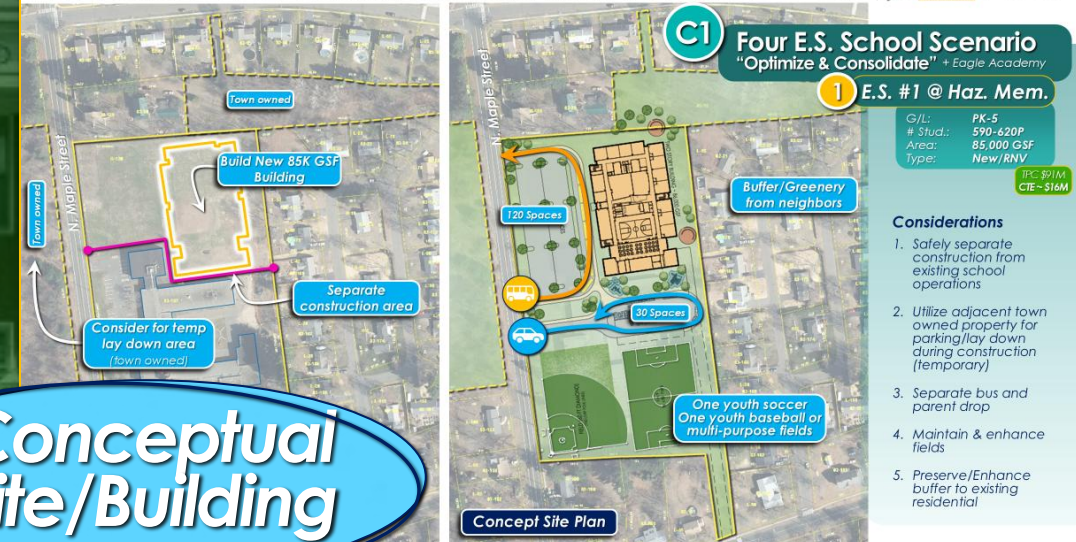 Town owned
Build New 85K GSF
Building
Town owned
N. Maple Street
Separate
construction area
Consider for temp
lay down area
(town owned)
Conceptual
ite/Building
N. Maple Street
120 Spaces
Buffer/Greenery
from neighbors
30 Spaces
One youth soccer
One youth baseball or
multi-purpose fields
Concept Site Plan
C1
Four E.S. School Scenario
"Optimize & Consolidate" + Eagle Academy
1 E.S. #1 @ Haz. Mem.
G/L: PK-5
# Stud.: 590-620P
Area: 85,000 GSF
Type: New/RNV
TPC $91M
CTE~ $16M
Considerations
1. Safely separate
construction from
existing school
operations
2. Utilize adjacent town
owned property for
parking/lay down
during construction
(temporary)
3. Separate bus and
parent drop
4. Maintain & enhance
fields
5. Preserve/Enhance
buffer to existing
residential